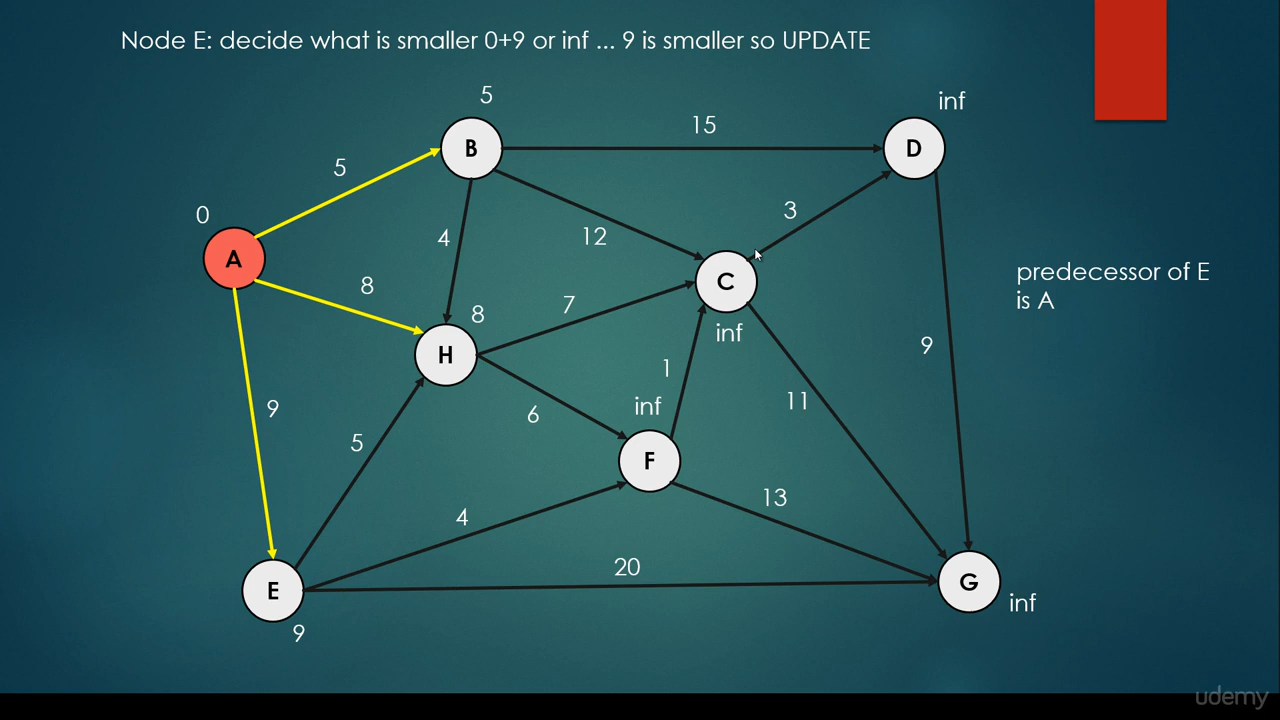 Node E: decide what is smaller 0+9 or inf ... 9 is smaller so UPDATE
5
inf
15
B
D
5
0
3
4
12
A
predecessor of E
is A
8
C
7
8
inf
H
9
1
11
inf
9
6
5
F
13
4
20
G
E
inf
9
udemy